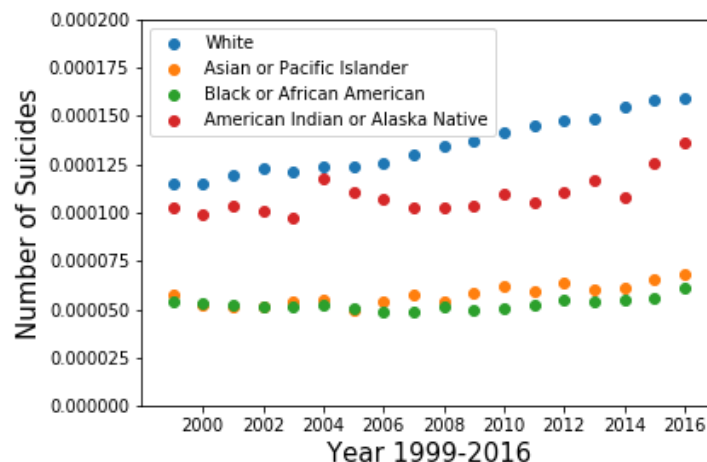 0.000200
0.000175
0.000150
0.000125
0.000100
0.000075
0.000050
0.000025
0.000000
Number of Suicides
White
Asian or Pacific Islander
Black or African American
American Indian or Alaska Native
2000 2002 2004 2006 2008 2010 2012 2014 2016
Year 1999-2016